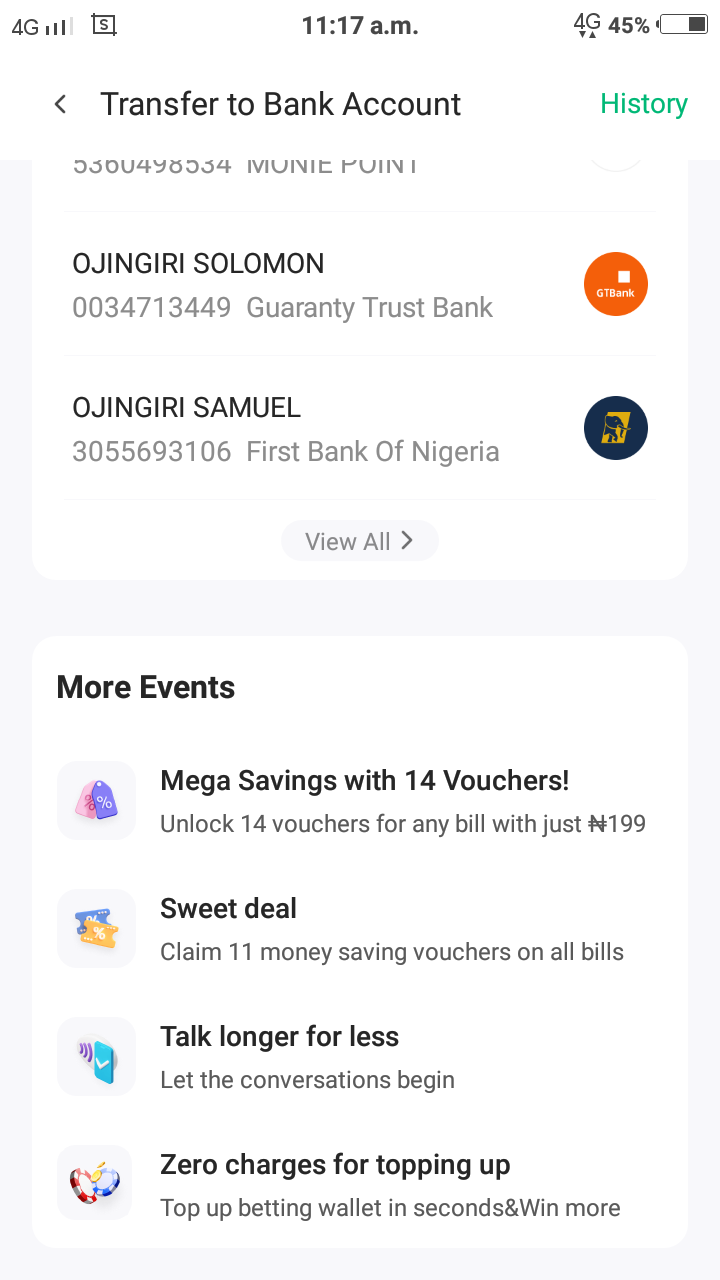 4G S 11:17 a.m. 4G 45%
Transfer to Bank Account History
5360498534 MONIE POINT
OJINGIRI SOLOMON
0034713449 Guaranty Trust Bank
GTBank
OJINGIRI SAMUEL
3055693106 First Bank Of Nigeria
View All
More Events
Mega Savings with 14 Vouchers!
Unlock 14 vouchers for any bill with just ₦199
Sweet deal
Claim 11 money saving vouchers on all bills
Talk longer for less
Let the conversations begin
Zero charges for topping up
Top up betting wallet in seconds&Win more